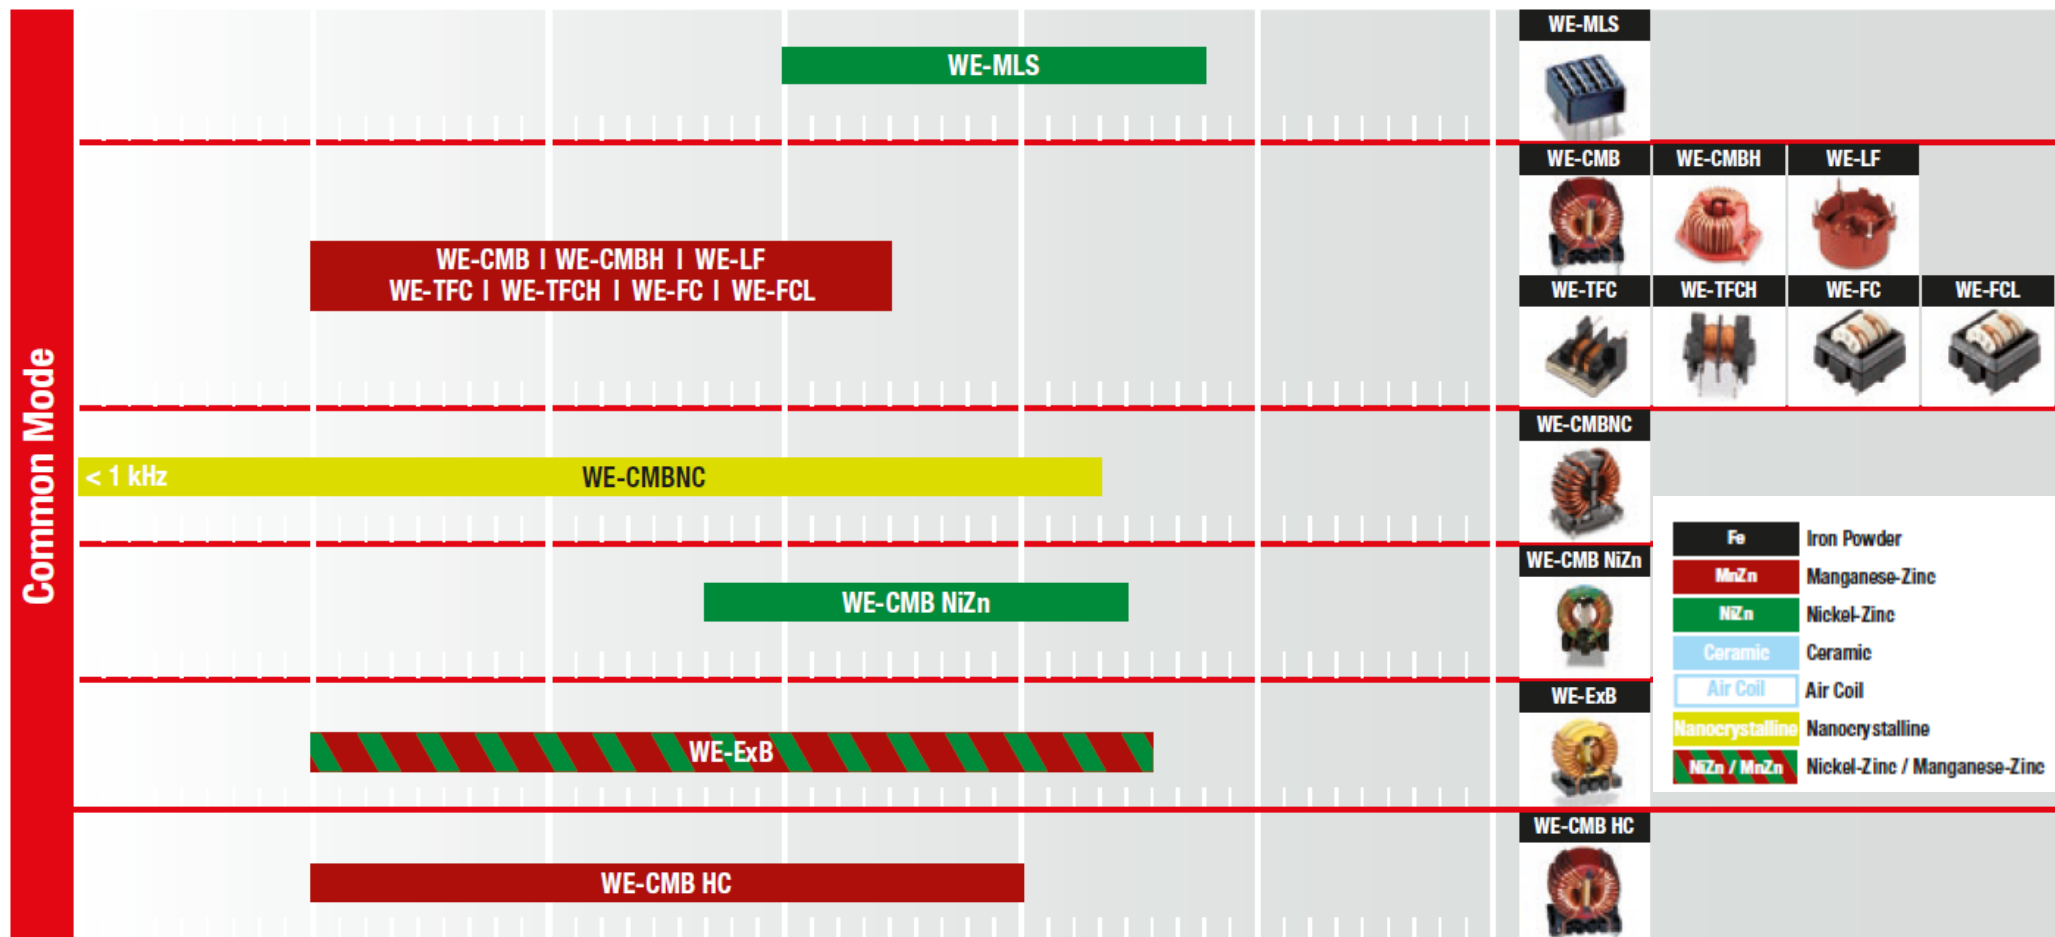 Common Mode
WE-MLS
WE-MLS
WE-CMB | WE-CMBH | WE-LF
WE-TFC | WE-TFCH | WE-FC | WE-FCL
WE-CMB WE-CMBH WE-LF
WE-TFC WE-TFCH WE-FC WE-FCL
< 1 kHz WE-CMBNC
WE-CMBNC
WE-CMB NiZn
WE-CMB NiZn
WE-ExB
WE-ExB
WE-CMB HC
WE-CMB HC
Fe Iron Powder
MnZn Manganese-Zinc
NiZn Nickel-Zinc
Ceramic Ceramic
Air Coil Air Coil
Nanocrystalline Nanocrystalline
NiZn / MnZn Nickel-Zinc / Manganese-Zinc